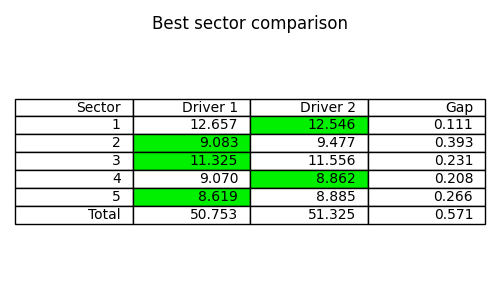 Best sector comparison
Sector Driver 1 Driver 2 Gap
1 12.657 12.546 0.111
2 9.083 9.477 0.393
3 11.325 11.556 0.231
4 9.070 8.862 0.208
5 8.619 8.885 0.266
Total 50.753 51.325 0.571